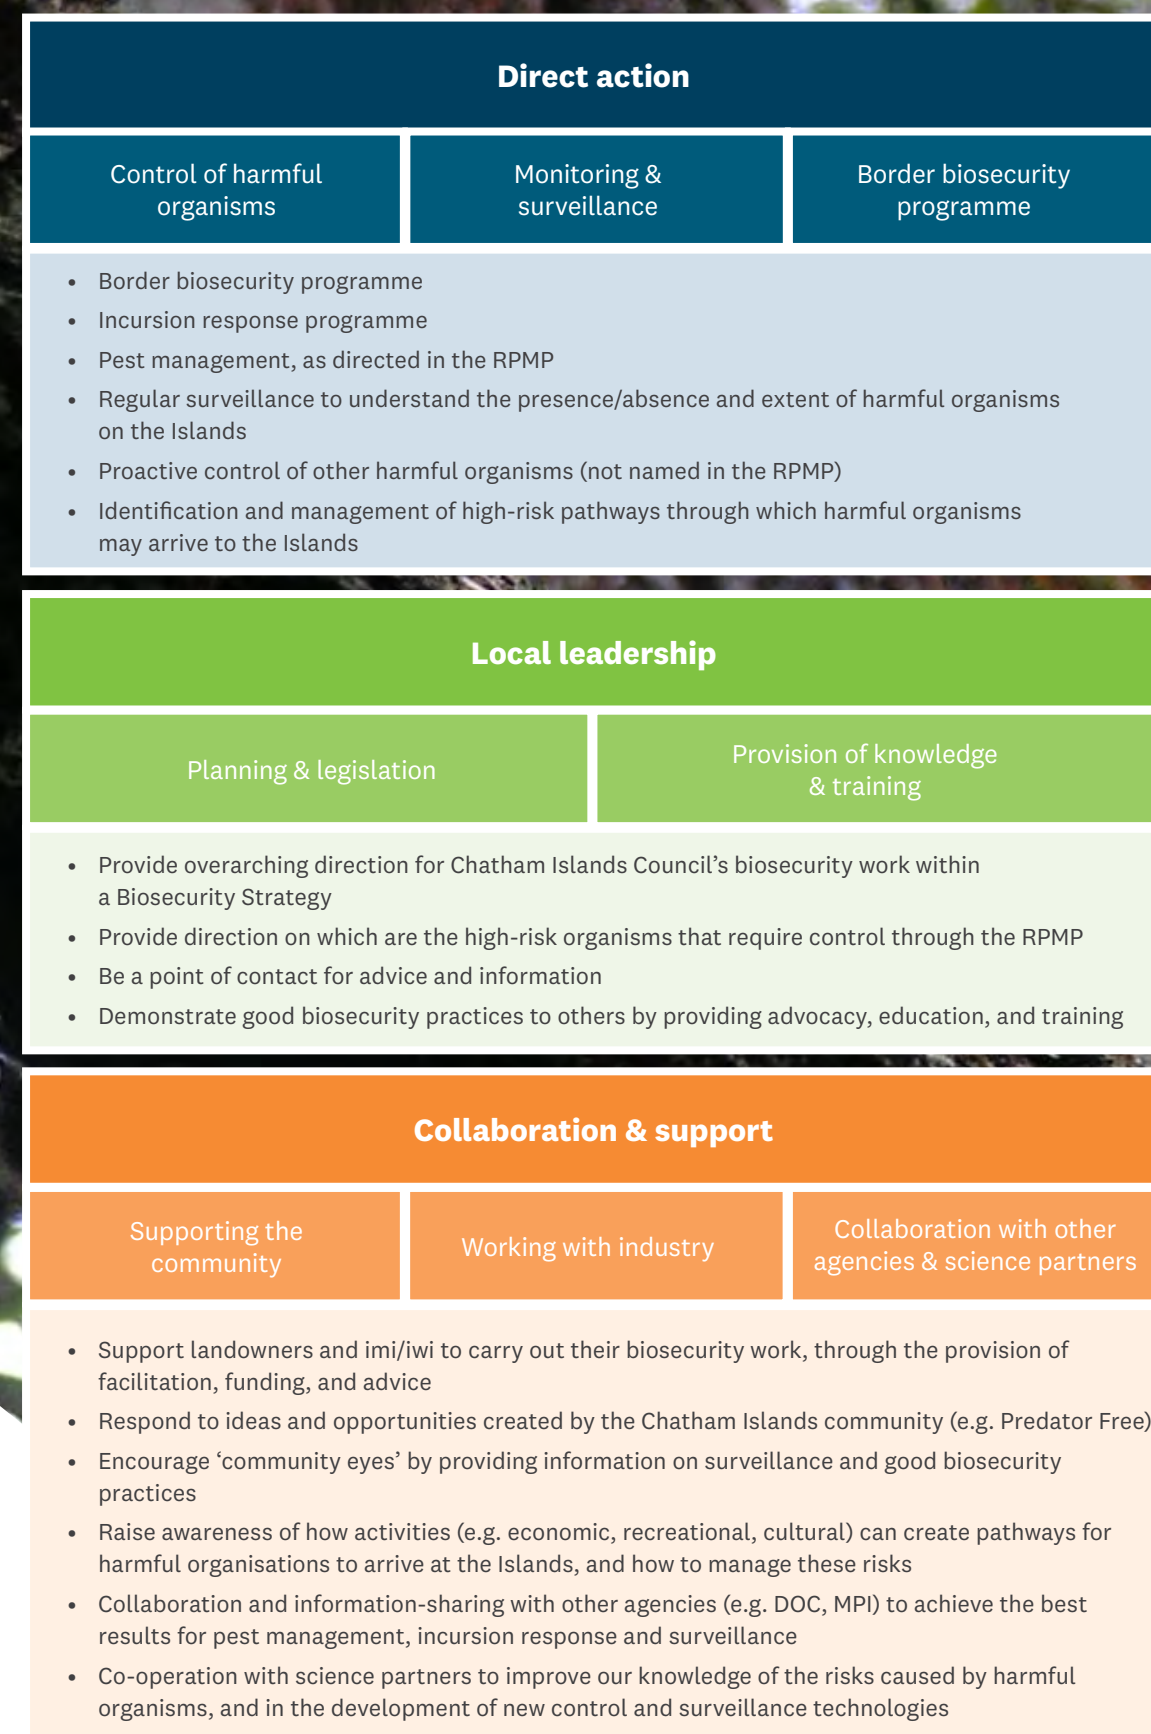 Direct action
Control of harmful
organisms
Monitoring &
surveillance
Border biosecurity
programme
• Border biosecurity programme
• Incursion response programme
• Pest management, as directed in the RPMP
• Regular surveillance to understand the presence/absence and extent of harmful organisms
on the Islands
• Proactive control of other harmful organisms (not named in the RPMP)
• Identification and management of high-risk pathways through which harmful organisms
may arrive to the Islands
Local leadership
Planning & legislation
Provision of knowledge
& training
• Provide overarching direction for Chatham Islands Council’s biosecurity work within
a Biosecurity Strategy
• Provide direction on which are the high-risk organisms that require control through the RPMP
• Be a point of contact for advice and information
• Demonstrate good biosecurity practices to others by providing advocacy, education, and training
Collaboration & support
Supporting the
community
Working with industry
Collaboration with other
agencies & science partners
• Support landowners and imi/iwi to carry out their biosecurity work, through the provision of
facilitation, funding, and advice
• Respond to ideas and opportunities created by the Chatham Islands community (e.g. Predator Free)
• Encourage ‘community eyes’ by providing information on surveillance and good biosecurity
practices
• Raise awareness of how activities (e.g. economic, recreational, cultural) can create pathways for
harmful organisations to arrive at the Islands, and how to manage these risks
• Collaboration and information-sharing with other agencies (e.g. DOC, MPI) to achieve the best
results for pest management, incursion response and surveillance
• Co-operation with science partners to improve our knowledge of the risks caused by harmful
organisms, and in the development of new control and surveillance technologies